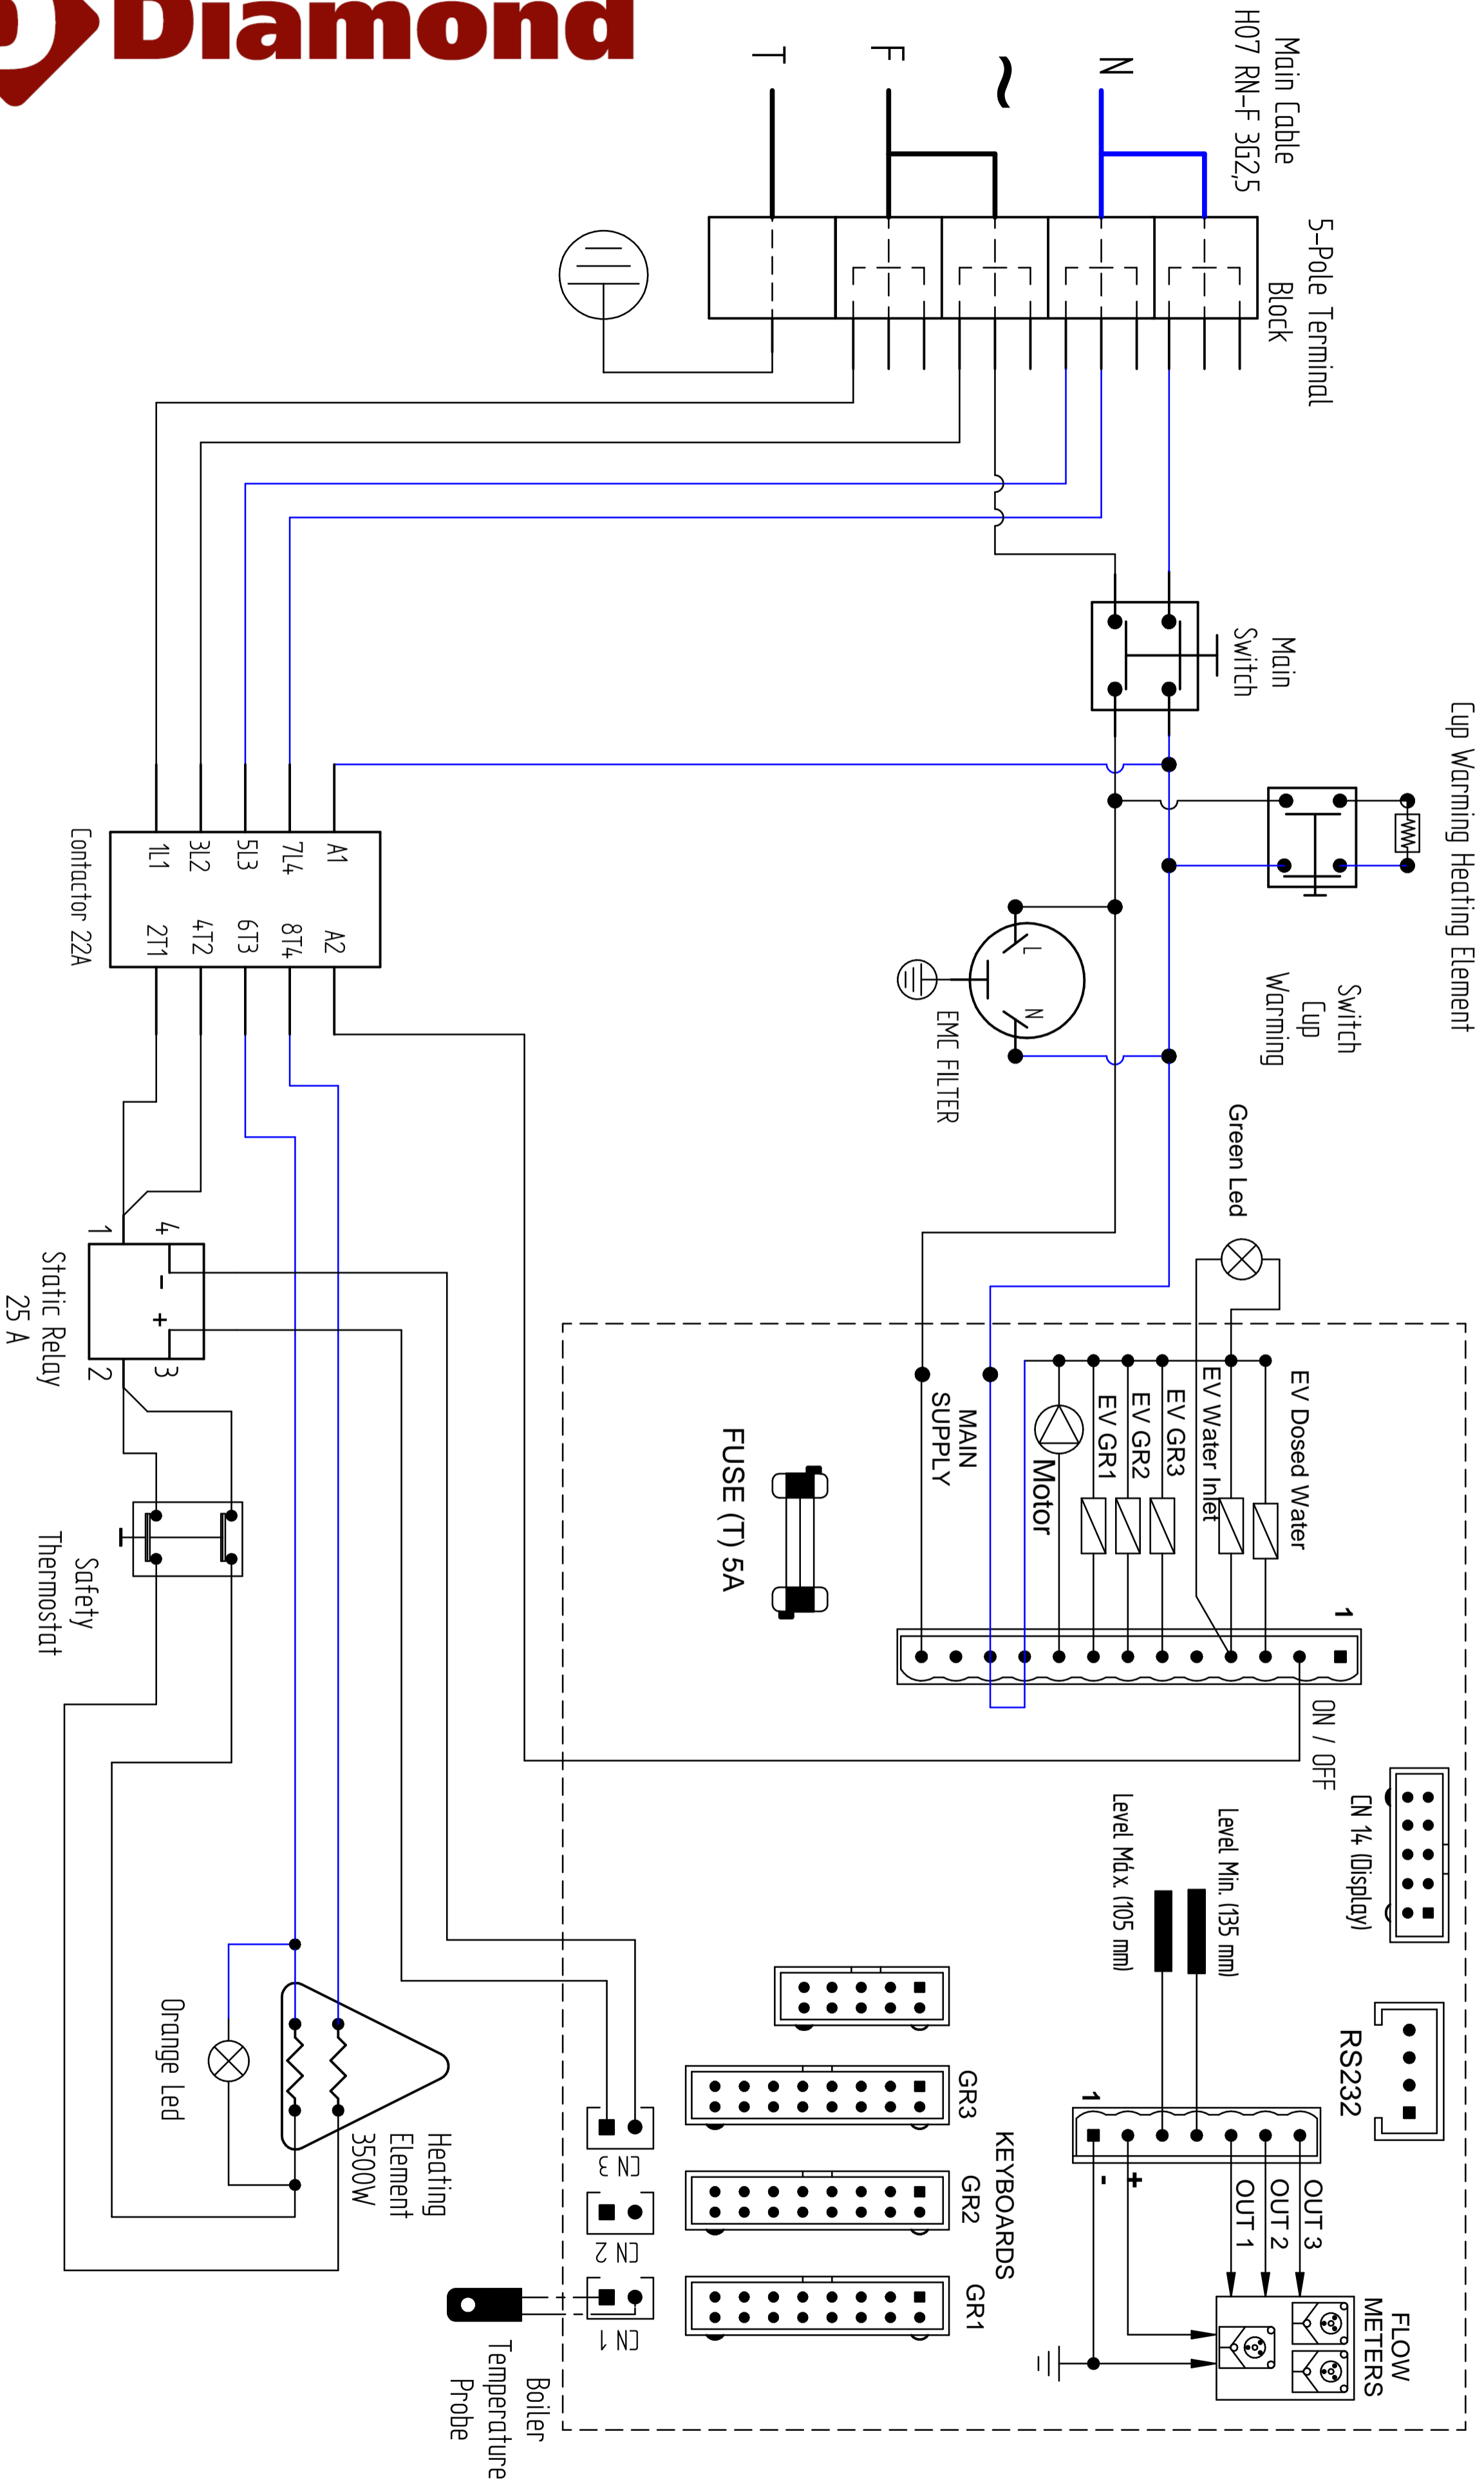 Diamond
Main Cable
H07 RN-F 3G2,5
N
~
F
T
5-Pole Terminal
Block
Main
Switch
Cup Warming Heating Element
Switch
Cup
Warming
L
N
EMC FILTER
A1
7L4
5L3
3L2
1L1
A2
8T4
6T3
4T2
2T1
Contactor 22A
Green Led
4
1
-
+
3
2
Static Relay
25 A
EV Dosed Water
EV Water Inlet
EV GR3
EV GR2
EV GR1
Motor
MAIN
SUPPLY
FUSE (T) 5A
1
ON / OFF
Safety
Thermostat
CN 14 (Display)
Level Min. (135 mm)
Level Máx. (105 mm)
RS232
1
-
+
OUT 3
OUT 2
OUT 1
FLOW
METERS
KEYBOARDS
GR3
GR2
GR1
CN 3
CN 2
CN 1
Orange Led
Heating
Element
3500W
Boiler
Temperature
Probe